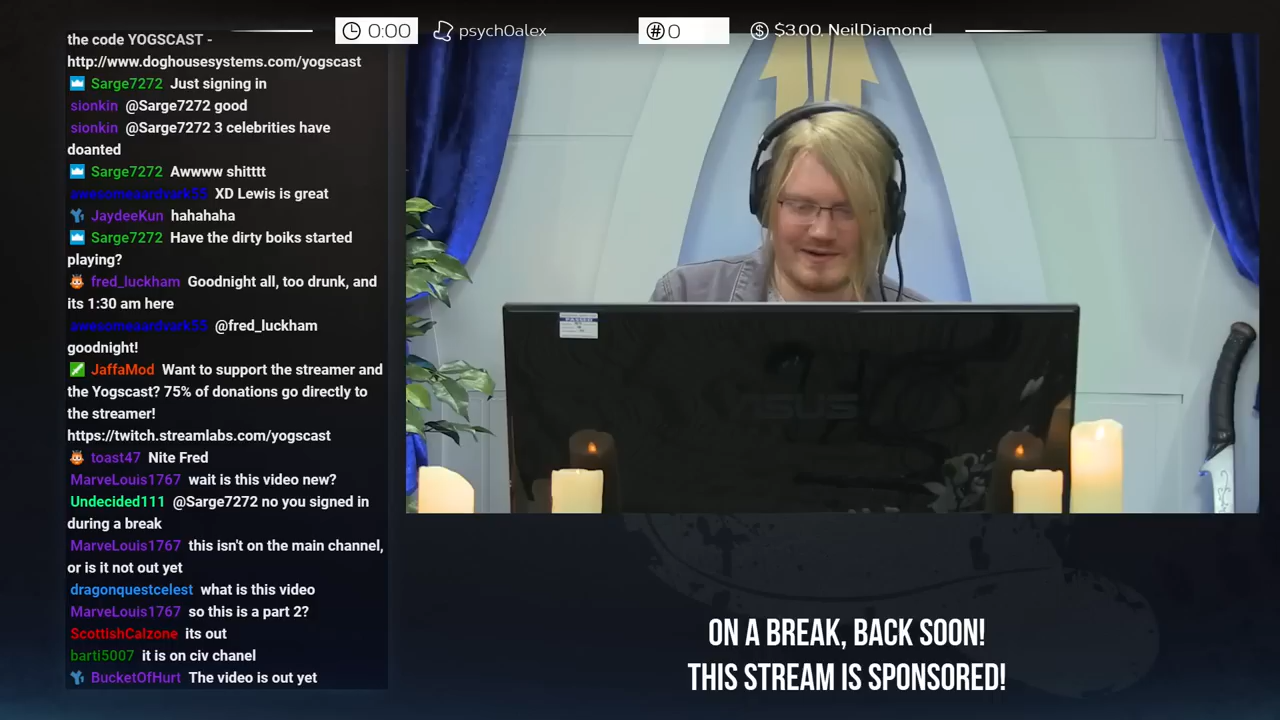 0:00
psych0alex
#0
$3.00, NeilDiamond
the code YOGSCAST -
http://www.doghousesystems.com/yogscast
Sarge7272 Just signing in
sionkin @Sarge7272 good
sionkin @Sarge7272 3 celebrities have
doanted
Sarge7272 Awwww shitttt
awesomeaardvark55 XD Lewis is great
JaydeeKun hahahaha
Sarge7272 Have the dirty boiks started
playing?
fred_luckham Goodnight all, too drunk, and
its 1:30 am here
awesomeaardvark55 @fred_luckham
goodnight!
JaffaMod Want to support the streamer and
the Yogscast? 75% of donations go directly to
the streamer!
https://twitch.streamlabs.com/yogscast
toast47 Nite Fred
MarveLouis1767 wait is this video new?
Undecided111 @Sarge7272 no you signed in
during a break
MarveLouis1767 this isn't on the main channel,
or is it not out yet
dragonquestcelest what is this video
MarveLouis1767 so this is a part 2?
ScottishCalzone its out
barti5007 it is on civ chanel
BucketOfHurt The video is out yet
PASSED
ASUS
ON A BREAK, BACK SOON!
THIS STREAM IS SPONSORED!